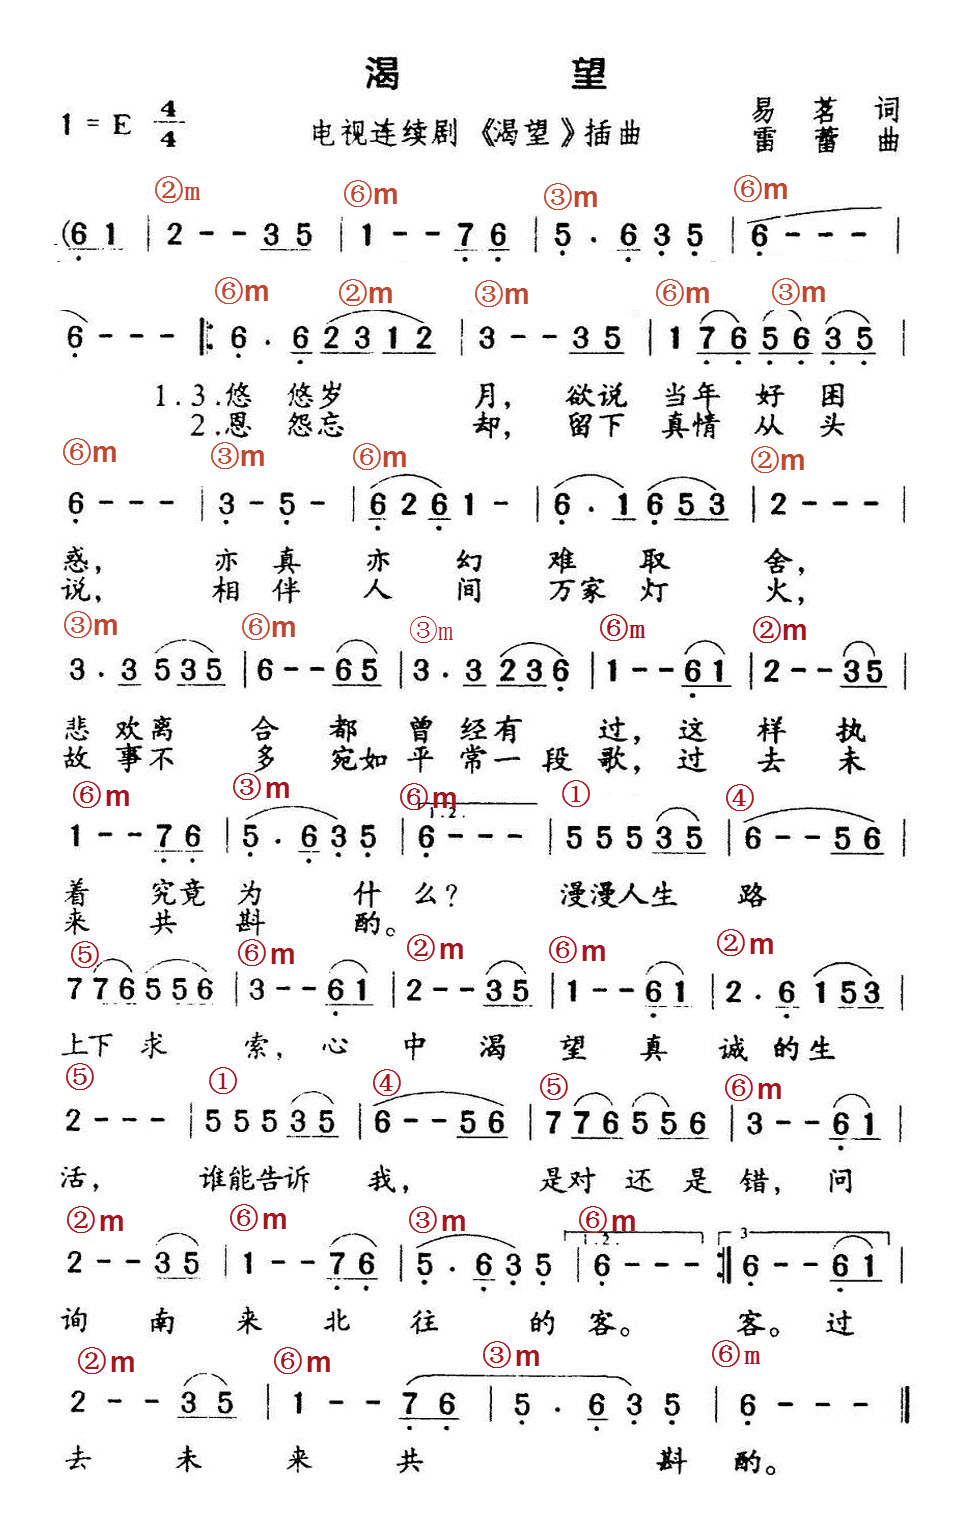 渴 望
1 = E 4/4
电视连续剧《渴望》插曲
易 茗 词
雷 蕾 曲
②m ⑥m ③m ⑥m
(6 1 | 2 - - 3 5 | 1 - - 7 6 | 5 . 6 3 5 | 6 - - - |
⑥m ②m ③m ⑥m ③m
6 - - - |: 6 . 6 2 3 1 2 | 3 - - 3 5 | 1 7 6 5 6 3 5 |
1.3.悠 悠岁 月, 欲说 当年 好 困
2.恩 怨忘 却, 留下 真情 从 头
⑥m ③m ⑥m ②m
6 - - - | 3 - 5 - | 6 2 6 1 - | 6 . 1 6 5 3 | 2 - - - |
惑, 亦 真 亦 幻 难 取 舍,
说, 相 伴 人 间 万家 灯 火,
③m ⑥m ③m ⑥m ②m
3 . 3 5 3 5 | 6 - - 6 5 | 3 . 3 2 3 6 | 1 - - 6 1 | 2 - - 3 5 |
悲 欢离 合 都 曾 经有 过, 这 样 执
故 事不 多 宛如 平 常一 段 歌, 过 去 未
⑥m ③m ⑥m ① ④
1.2.
1 - - 7 6 | 5 . 6 3 5 | 6 - - - | 5 5 5 3 5 | 6 - - 5 6 |
着 究竟 为 什 么? 漫漫人生 路
来 共 斟 酌。
⑤ ⑥m ②m ⑥m ②m
7 7 6 5 5 6 | 3 - - 6 1 | 2 - - 3 5 | 1 - - 6 1 | 2 . 6 1 5 3 |
上下 求 索, 心 中 渴 望 真 诚 的 生
⑤ ① ④ ⑤ ⑥m
2 - - - | 5 5 5 3 5 | 6 - - 5 6 | 7 7 6 5 5 6 | 3 - - 6 1 |
活, 谁能告诉 我, 是对 还 是 错, 问
②m ⑥m ③m ⑥m
1.2. 3
2 - - 3 5 | 1 - - 7 6 | 5 . 6 3 5 | 6 - - - :| 6 - - 6 1 |
询 南 来 北 往 的 客。 客。 过
②m ⑥m ③m ⑥m
2 - - 3 5 | 1 - - 7 6 | 5 . 6 3 5 | 6 - - - ||
去 未 来 共 斟 酌。